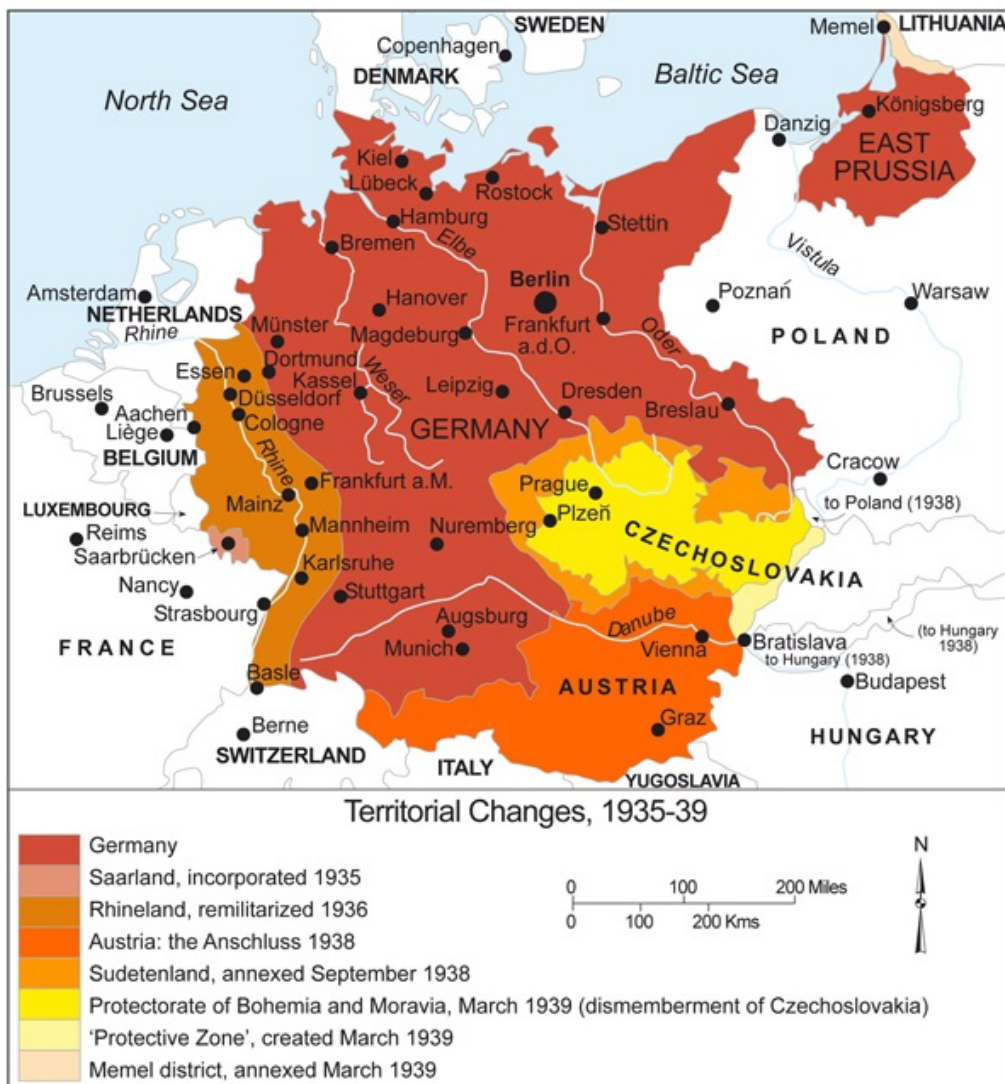 SWEDEN
Memel
LITHUANIA
Copenhagen
DENMARK
Baltic Sea
North Sea
Königsberg
Danzig
EAST
PRUSSIA
Kiel
Lübeck
Rostock
Hamburg
Stettin
Elbe
Bremen
Vistula
Berlin
Amsterdam
Hanover
Poznań
Warsaw
NETHERLANDS
Rhine
Münster
Magdeburg
Frankfurt
a.d.O.
Oder
POLAND
Dortmund
Essen
Kassel
Weser
Brussels
Düsseldorf
Leipzig
Dresden
Breslau
Aachen
Cologne
Liège
GERMANY
BELGIUM
Rhine
Cracow
Frankfurt a.M.
Prague
Mainz
to Poland (1938)
LUXEMBOURG
Reims
Mannheim
Nuremberg
Plzeň
CZECHOSLOVAKIA
Saarbrücken
Karlsruhe
Nancy
Stuttgart
Strasbourg
Augsburg
Danube
(to Hungary
1938)
FRANCE
Munich
Vienna
Bratislava
to Hungary (1938)
Basle
AUSTRIA
Budapest
Berne
Graz
SWITZERLAND
HUNGARY
ITALY
YUGOSLAVIA
Territorial Changes, 1935-39
Germany
Saarland, incorporated 1935
Rhineland, remilitarized 1936
Austria: the Anschluss 1938
Sudetenland, annexed September 1938
Protectorate of Bohemia and Moravia, March 1939 (dismemberment of Czechoslovakia)
‘Protective Zone’, created March 1939
Memel district, annexed March 1939
0 100 200 Miles
0 100 200 Kms
N